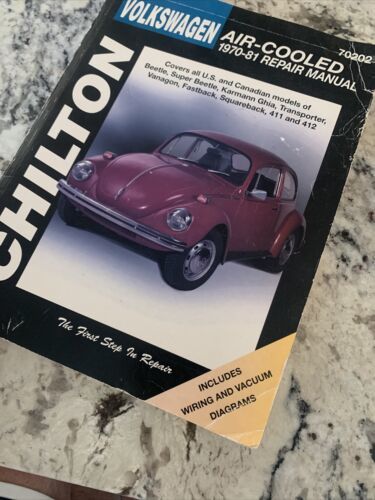 VOLKSWAGEN
AIR-COOLED
1970-81 REPAIR MANUAL
70202
Covers all U.S. and Canadian models of
Beetle, Super Beetle, Karmann Ghia, Transporter,
Vanagon, Fastback, Squareback, 411 and 412
CHILTON
The First Step In Repair
INCLUDES
WIRING AND VACUUM
DIAGRAMS